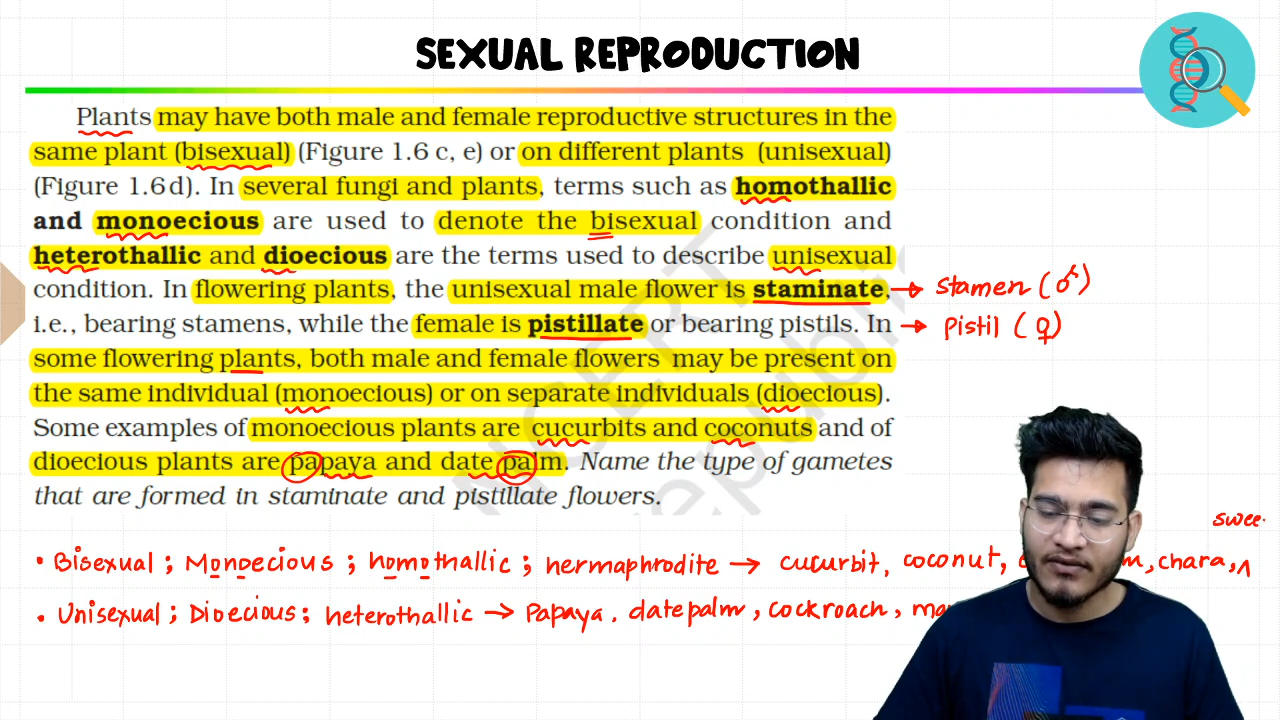 SEXUAL REPRODUCTION
Plants may have both male and female reproductive structures in the
same plant (bisexual) (Figure 1.6 c, e) or on different plants (unisexual)
(Figure 1.6 d). In several fungi and plants, terms such as homothallic
and monoecious are used to denote the bisexual condition and
heterothallic and dioecious are the terms used to describe unisexual
condition. In flowering plants, the unisexual male flower is staminate, → stamen (♂)
i.e., bearing stamens, while the female is pistillate or bearing pistils. In → pistil (♀)
some flowering plants, both male and female flowers may be present on
the same individual (monoecious) or on separate individuals (dioecious).
Some examples of monoecious plants are cucurbits and coconuts and of
dioecious plants are papaya and date palm. Name the type of gametes
that are formed in staminate and pistillate flowers.
swee
• Bisexual ; Monoecious ; homothallic ; hermaphrodite → cucurbit, coconut, chara,
• Unisexual ; Dioecious ; heterothallic → Papaya, datepalm, cockroach,
NCERT
republi